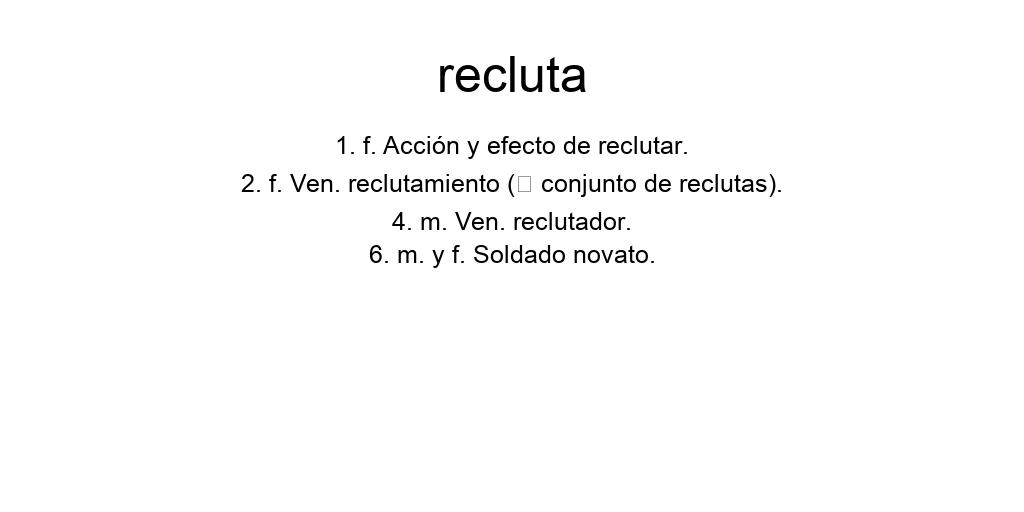 recluta
1. f. Acción y efecto de reclutar.
2. f. Ven. reclutamiento (▯ conjunto de reclutas).
4. m. Ven. reclutador.
6. m. y f. Soldado novato.